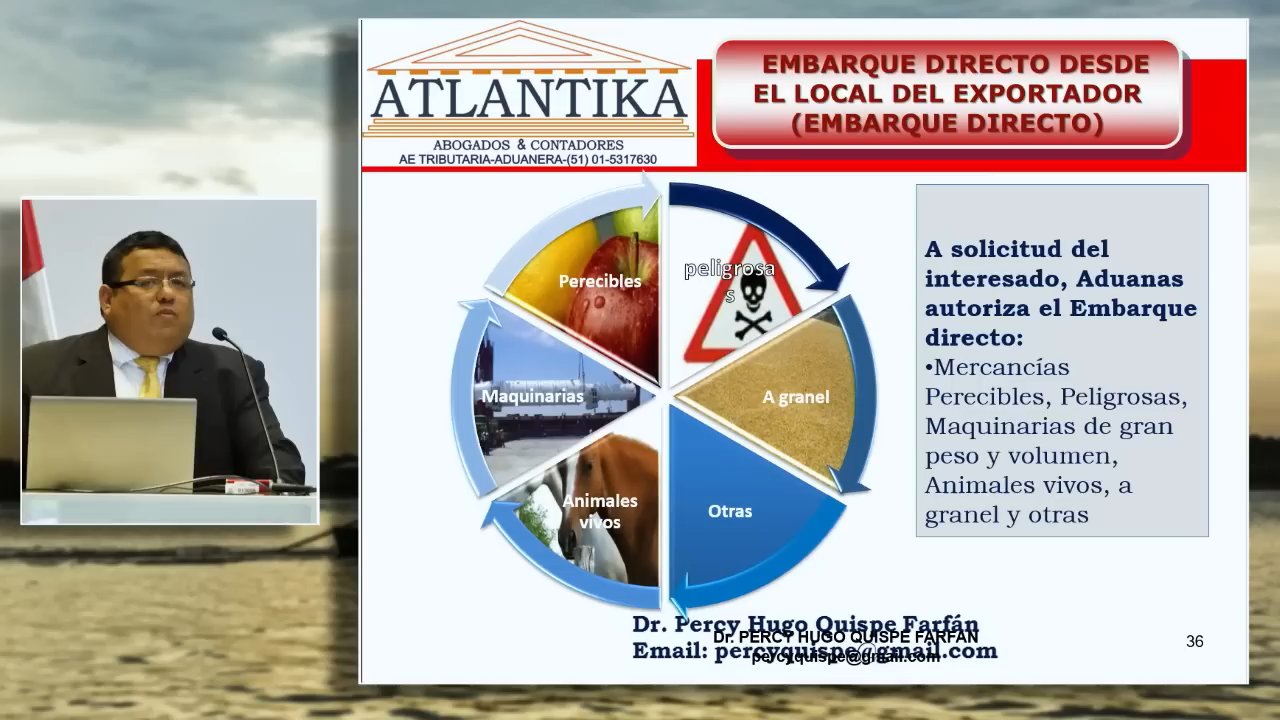 ATLANTIKA
ABOGADOS & CONTADORES
AE TRIBUTARIA-ADUANERA-(51) 01-5317630
EMBARQUE DIRECTO DESDE
EL LOCAL DEL EXPORTADOR
(EMBARQUE DIRECTO)
peligrosa
s
Perecibles
Maquinarias
A granel
Animales
vivos
Otras
A solicitud del
interesado, Aduanas
autoriza el Embarque
directo:
•Mercancías
Perecibles, Peligrosas,
Maquinarias de gran
peso y volumen,
Animales vivos, a
granel y otras
Dr. Percy Hugo Quispe Farfán
Email: percyquispe@gmail.com
Dr. PERCY HUGO QUISPE FARFAN
percyquispe@gmail.com
36